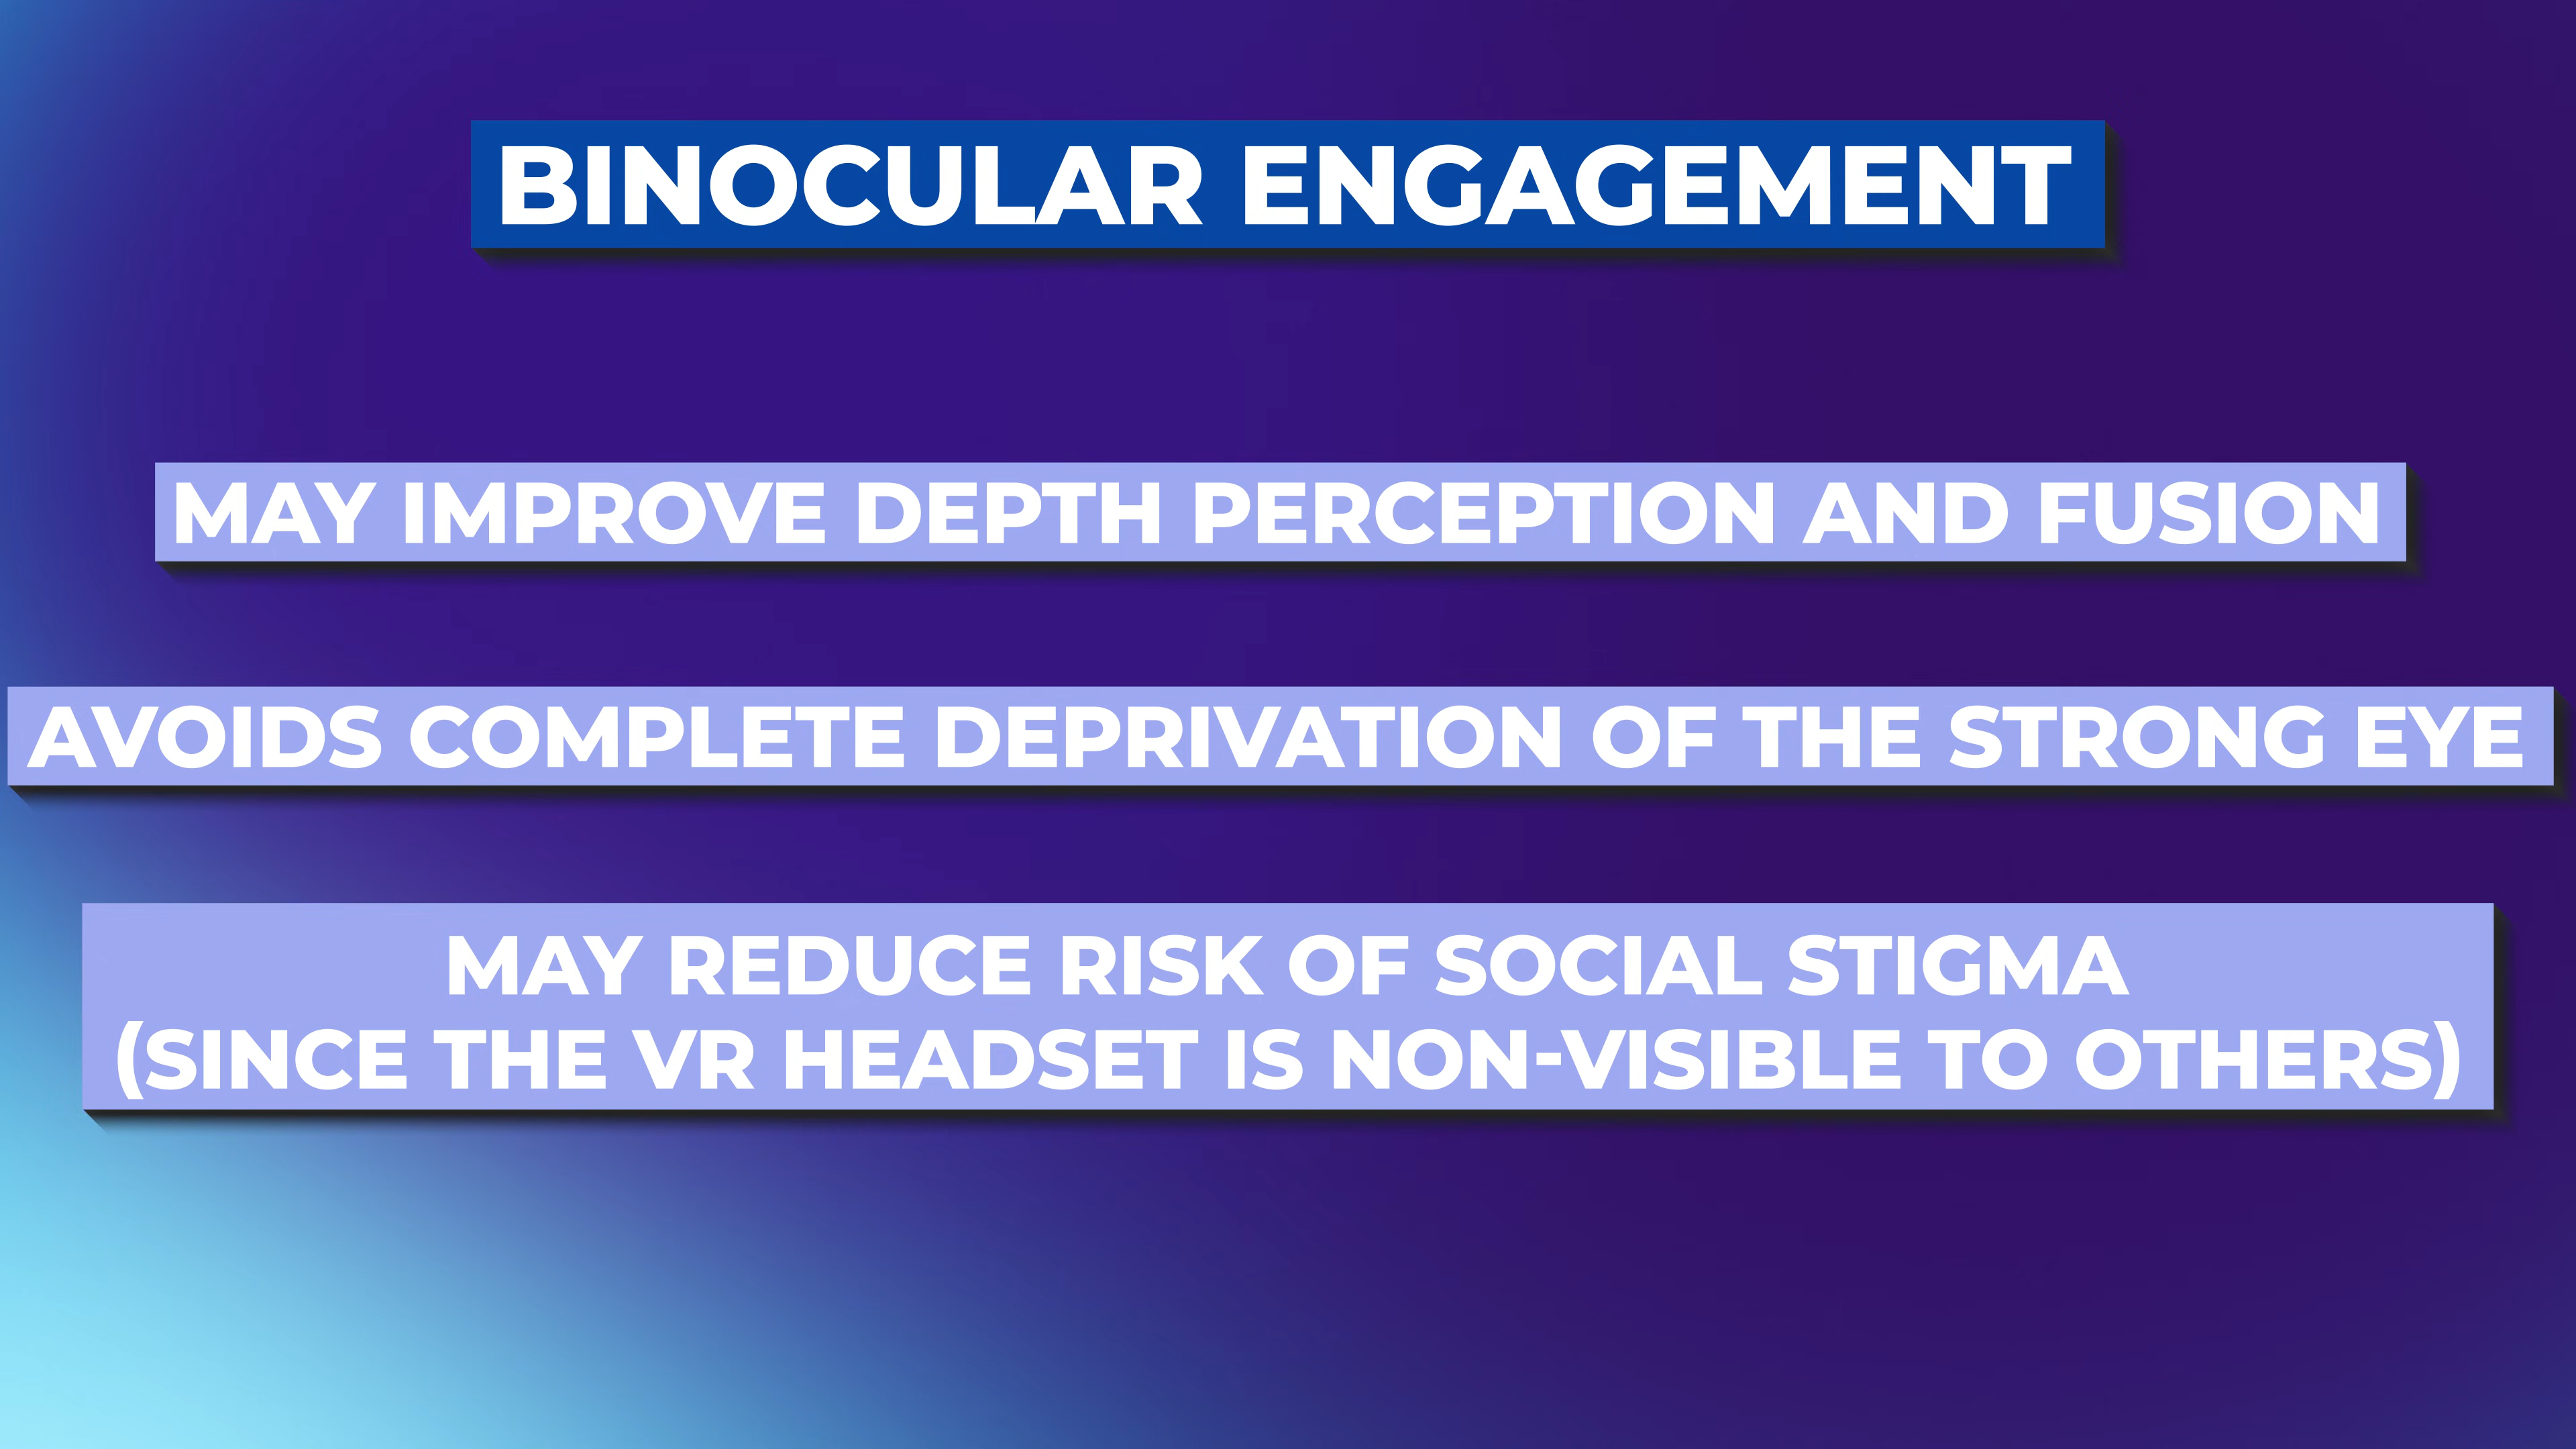 BINOCULAR ENGAGEMENT
MAY IMPROVE DEPTH PERCEPTION AND FUSION
AVOIDS COMPLETE DEPRIVATION OF THE STRONG EYE
MAY REDUCE RISK OF SOCIAL STIGMA
(SINCE THE VR HEADSET IS NON-VISIBLE TO OTHERS)